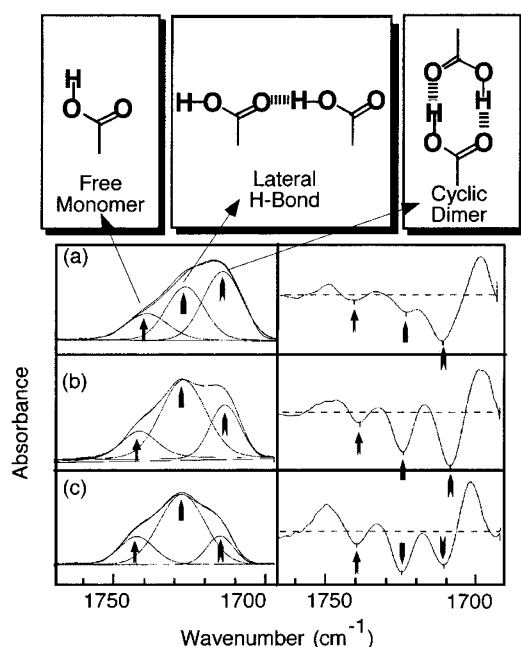 H
O
O
Free
Monomer
H-O
O
H-O
O
Lateral
H-Bond
O
O
H
H
O
O
Cyclic
Dimer
(a)
(b)
(c)
Absorbance
1750
1700
1750
1700
Wavenumber (cm-1)